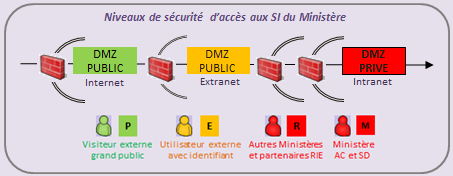 Niveaux de sécurité d'accès aux SI du Ministère
DMZ
PUBLIC
Internet
DMZ
PUBLIC
Extranet
DMZ
PRIVE
Intranet
P
Visiteur externe
grand public
E
Utilisateur externe
avec identifiant
R
Autres Ministères
et partenaires RIE
M
Ministère
AC et SD